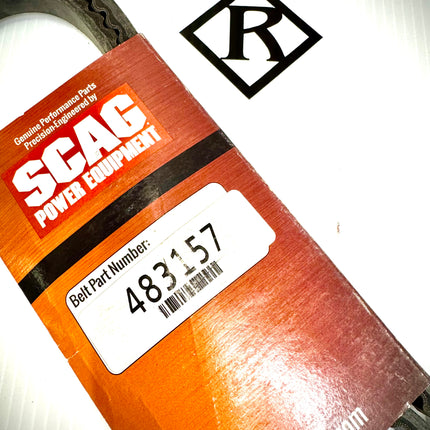 R
Genuine Performance Parts
Precision-Engineered by
SCAG
POWER EQUIPMENT
Belt Part Number:
483157